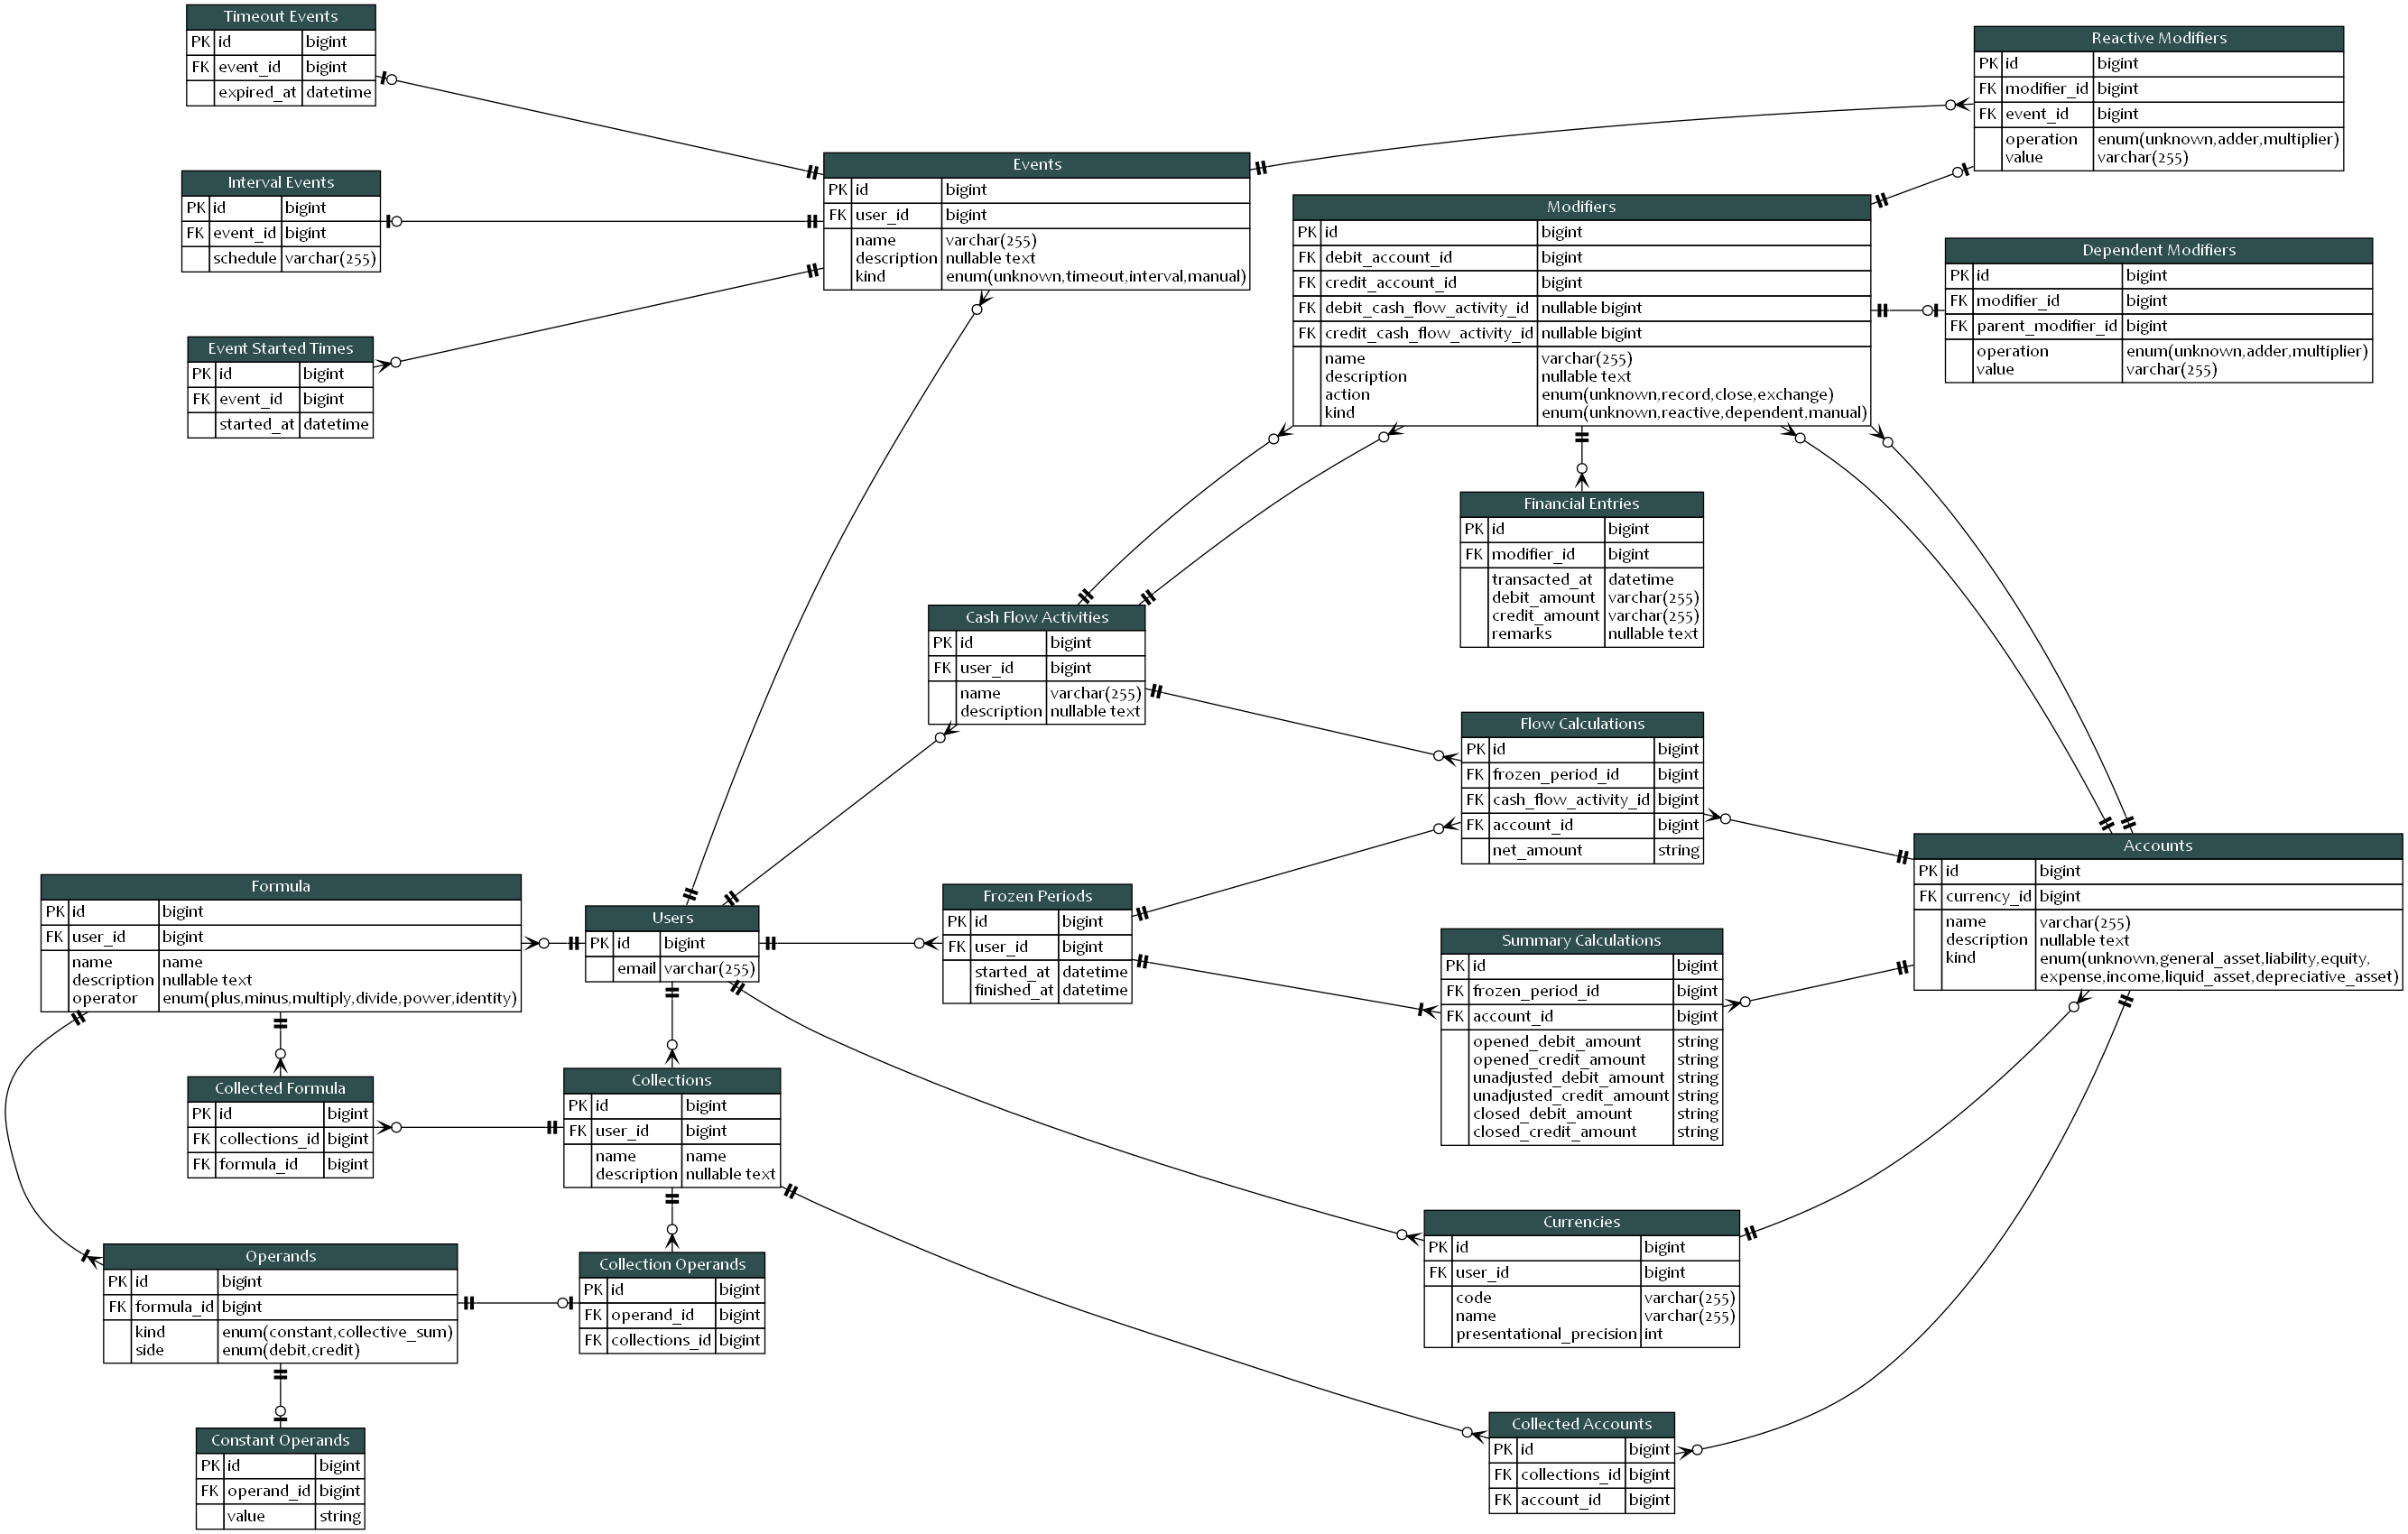 Timeout Events
PK id bigint
FK event_id bigint
expired_at datetime
Interval Events
PK id bigint
FK event_id bigint
schedule varchar(255)
Event Started Times
PK id bigint
FK event_id bigint
started_at datetime
Events
PK id bigint
FK user_id bigint
name varchar(255)
description nullable text
kind enum(unknown,timeout,interval,manual)
Reactive Modifiers
PK id bigint
FK modifier_id bigint
FK event_id bigint
operation enum(unknown,adder,multiplier)
value varchar(255)
Modifiers
PK id bigint
FK debit_account_id bigint
FK credit_account_id bigint
FK debit_cash_flow_activity_id nullable bigint
FK credit_cash_flow_activity_id nullable bigint
name varchar(255)
description nullable text
action enum(unknown,record,close,exchange)
kind enum(unknown,reactive,dependent,manual)
Dependent Modifiers
PK id bigint
FK modifier_id bigint
FK parent_modifier_id bigint
operation enum(unknown,adder,multiplier)
value varchar(255)
Financial Entries
PK id bigint
FK modifier_id bigint
transacted_at datetime
debit_amount varchar(255)
credit_amount varchar(255)
remarks nullable text
Cash Flow Activities
PK id bigint
FK user_id bigint
name varchar(255)
description nullable text
Flow Calculations
PK id bigint
FK frozen_period_id bigint
FK cash_flow_activity_id bigint
FK account_id bigint
net_amount string
Accounts
PK id bigint
FK currency_id bigint
name varchar(255)
description nullable text
kind enum(unknown,general_asset,liability,equity,
expense,income,liquid_asset,depreciative_asset)
Formula
PK id bigint
FK user_id bigint
name name
description nullable text
operator enum(plus,minus,multiply,divide,power,identity)
Users
PK id bigint
email varchar(255)
Frozen Periods
PK id bigint
FK user_id bigint
started_at datetime
finished_at datetime
Summary Calculations
PK id bigint
FK frozen_period_id bigint
FK account_id bigint
opened_debit_amount string
opened_credit_amount string
unadjusted_debit_amount string
unadjusted_credit_amount string
closed_debit_amount string
closed_credit_amount string
Collected Formula
PK id bigint
FK collections_id bigint
FK formula_id bigint
Collections
PK id bigint
FK user_id bigint
name name
description nullable text
Currencies
PK id bigint
FK user_id bigint
code varchar(255)
name varchar(255)
presentational_precision int
Operands
PK id bigint
FK formula_id bigint
kind enum(constant,collective_sum)
side enum(debit,credit)
Collection Operands
PK id bigint
FK operand_id bigint
FK collections_id bigint
Constant Operands
PK id bigint
FK operand_id bigint
value string
Collected Accounts
PK id bigint
FK collections_id bigint
FK account_id bigint